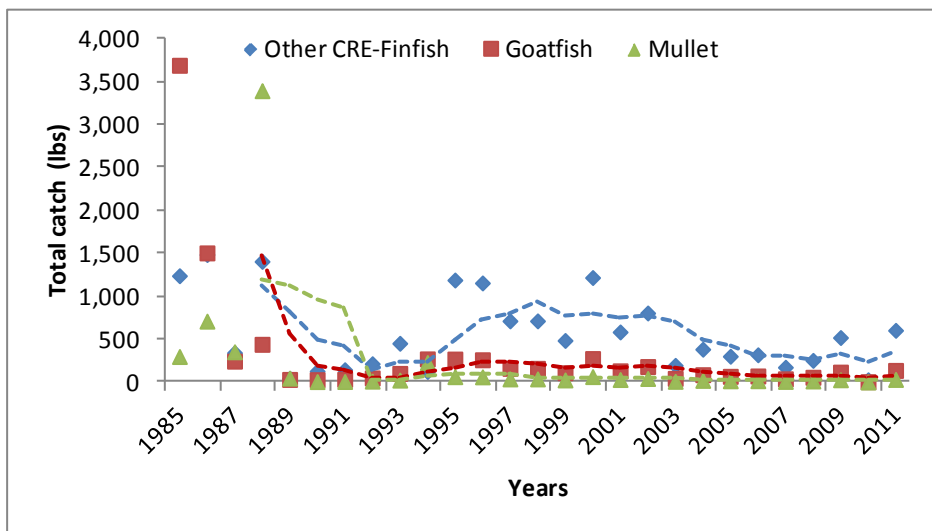 4,000
Other CRE-Finfish Goatfish Mullet
3,500
3,000
2,500
2,000
1,500
1,000
500
0
Total catch (lbs)
1985 1987 1989 1991 1993 1995 1997 1999 2001 2003 2005 2007 2009 2011
Years